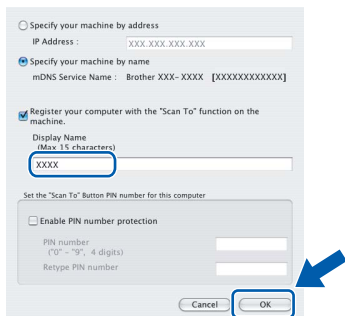 Specify your machine by address
IP Address : XXX.XXX.XXX.XXX
Specify your machine by name
mDNS Service Name : Brother XXX-XXXX [XXXXXXXXXXXX]
Register your computer with the "Scan To" function on the
machine.
Display Name
(Max 15 characters)
XXXX
Set the "Scan To" Button PIN number for this computer
Enable PIN number protection
PIN number
("0" - "9", 4 digits)
Retype PIN number
Cancel OK